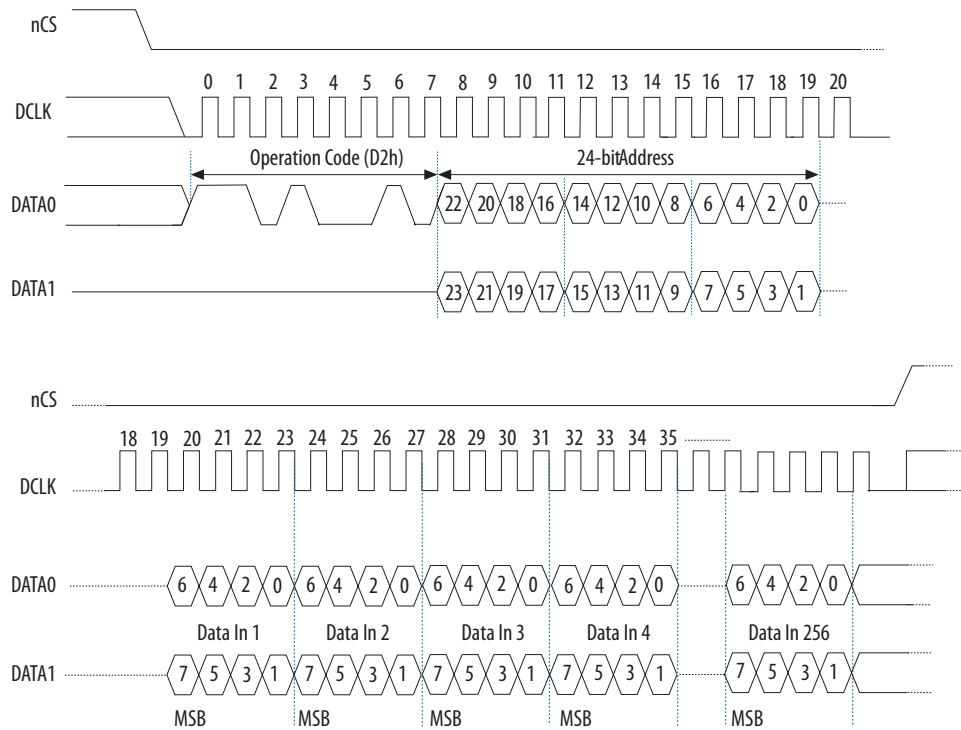 nCS
0 1 2 3 4 5 6 7 8 9 10 11 12 13 14 15 16 17 18 19 20
DCLK
Operation Code (D2h) 24-bitAddress
DATA0 22 20 18 16 14 12 10 8 6 4 2 0
DATA1 23 21 19 17 15 13 11 9 7 5 3 1
nCS
18 19 20 21 22 23 24 25 26 27 28 29 30 31 32 33 34 35
DCLK
DATA0 6 4 2 0 6 4 2 0 6 4 2 0 6 4 2 0 6 4 2 0
Data In 1 Data In 2 Data In 3 Data In 4 Data In 256
DATA1 7 5 3 1 7 5 3 1 7 5 3 1 7 5 3 1 7 5 3 1
MSB MSB MSB MSB MSB